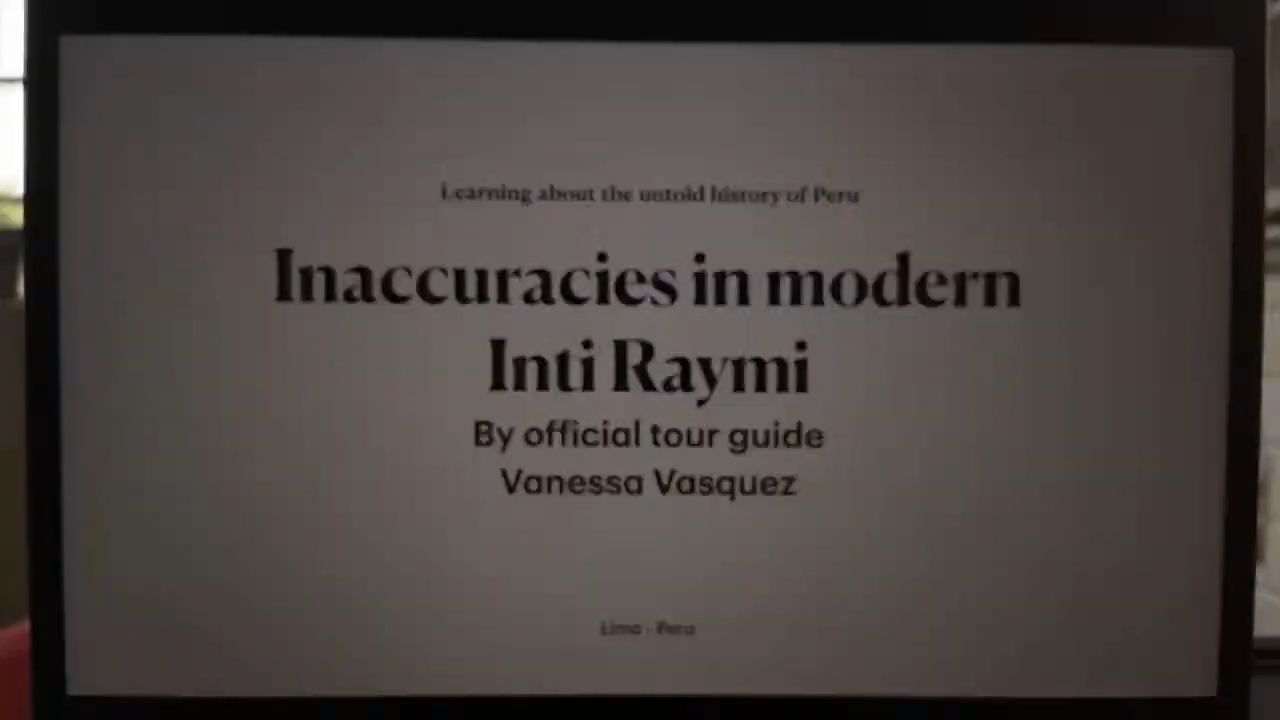 Learning about the untold history of Peru
Inaccuracies in modern
Inti Raymi
By official tour guide
Vanessa Vasquez
Lima - Peru